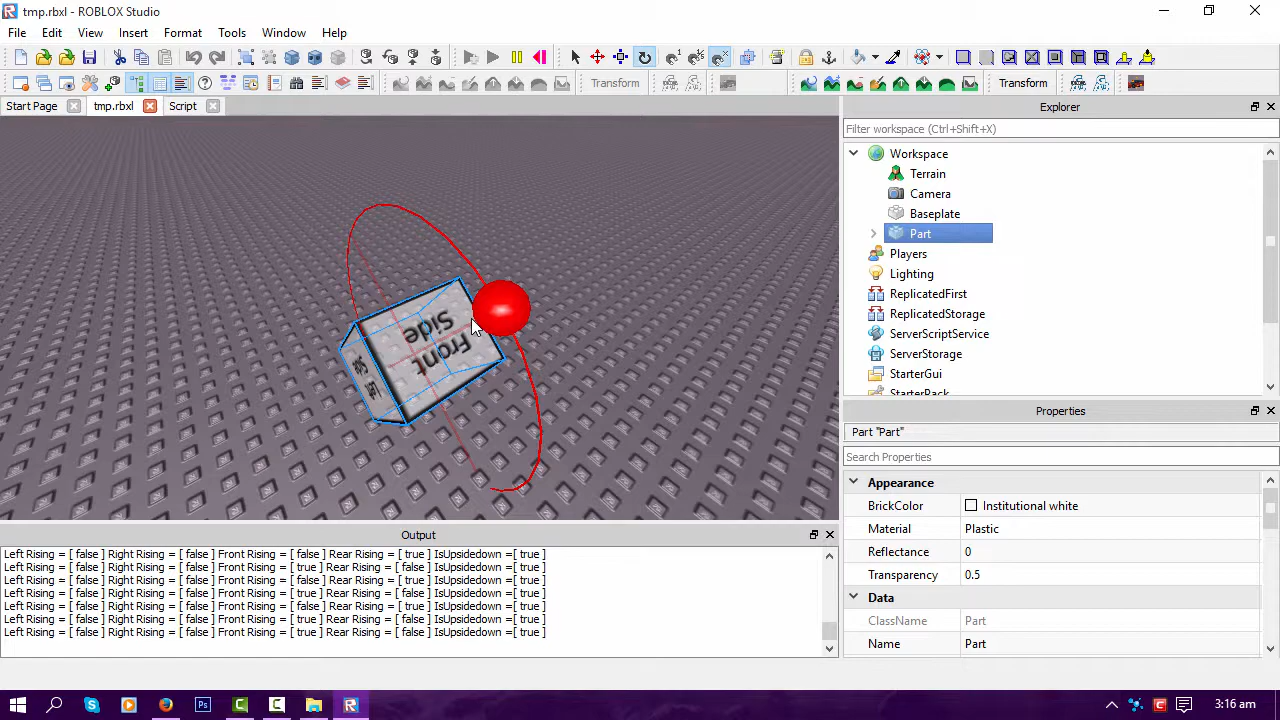 tmp.rbxl - ROBLOX Studio
File Edit View Insert Format Tools Window Help
Transform Transform
Start Page tmp.rbxl Script
Explorer
Filter workspace (Ctrl+Shift+X)
Workspace
Terrain
Camera
Baseplate
Part
Players
Lighting
ReplicatedFirst
ReplicatedStorage
ServerScriptService
ServerStorage
StarterGui
StarterPack
Front
Side
Left
Side
Properties
Part "Part"
Search Properties
Appearance
BrickColor Institutional white
Material Plastic
Reflectance 0
Transparency 0.5
Data
ClassName Part
Name Part
Output
Left Rising = [ false ] Right Rising = [ false ] Front Rising = [ false ] Rear Rising = [ true ] IsUpsidedown =[ true ]
Left Rising = [ false ] Right Rising = [ false ] Front Rising = [ true ] Rear Rising = [ false ] IsUpsidedown =[ true ]
Left Rising = [ false ] Right Rising = [ false ] Front Rising = [ false ] Rear Rising = [ true ] IsUpsidedown =[ true ]
Left Rising = [ false ] Right Rising = [ false ] Front Rising = [ true ] Rear Rising = [ false ] IsUpsidedown =[ true ]
Left Rising = [ false ] Right Rising = [ false ] Front Rising = [ false ] Rear Rising = [ true ] IsUpsidedown =[ true ]
Left Rising = [ false ] Right Rising = [ false ] Front Rising = [ true ] Rear Rising = [ false ] IsUpsidedown =[ true ]
Left Rising = [ false ] Right Rising = [ false ] Front Rising = [ true ] Rear Rising = [ false ] IsUpsidedown =[ true ]
3:16 am